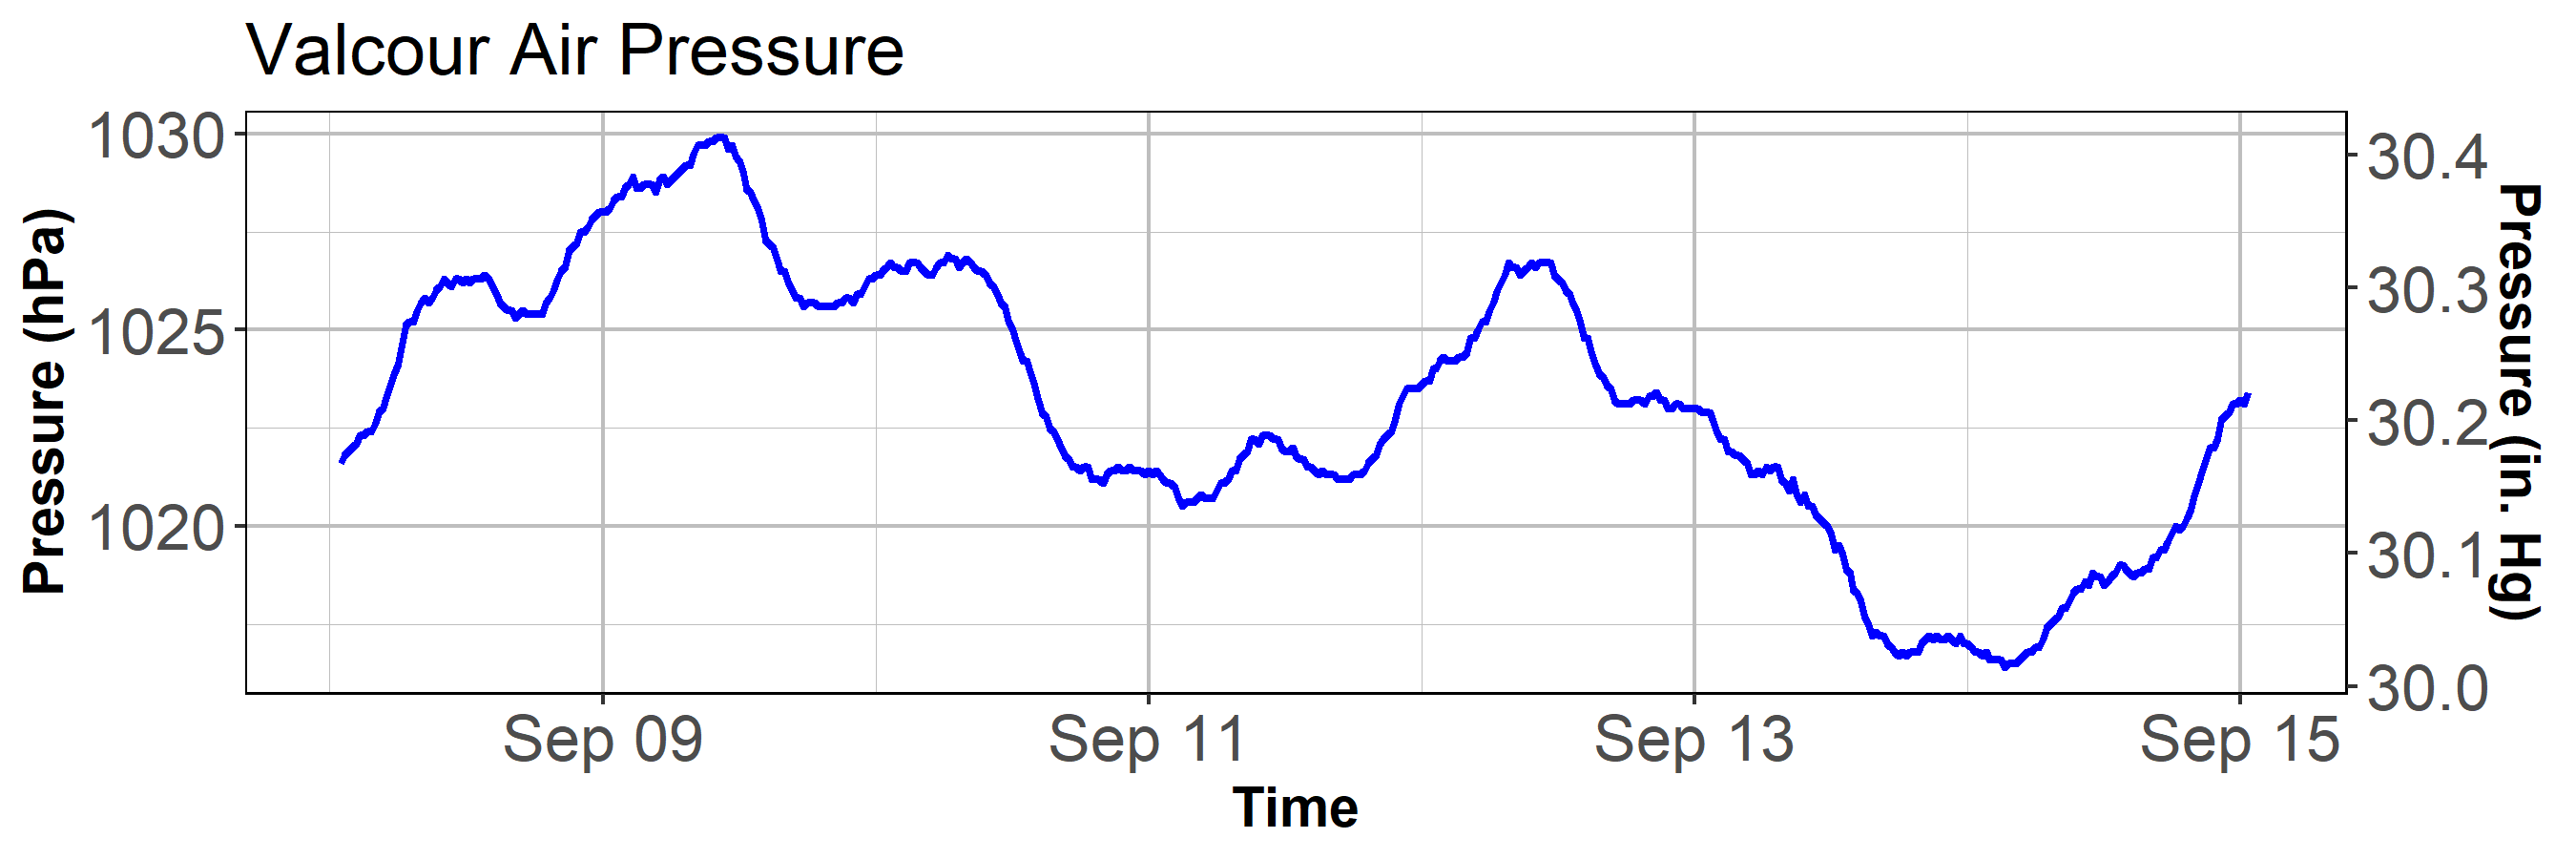 Valcour Air Pressure
Pressure (hPa)
1030
1025
1020
30.4
30.3
30.2
30.1
30.0
Pressure (in. Hg)
Sep 09
Sep 11
Sep 13
Sep 15
Time